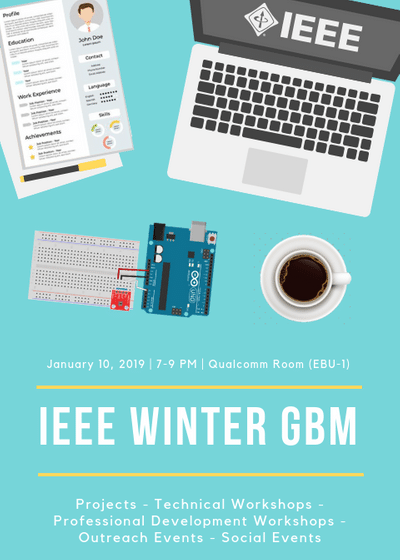 Profile
Education
Work Experience
Achievements
John Doe
Contact
Language
Skills
IEEE
ARDUINO
January 10, 2019 | 7-9 PM | Qualcomm Room (EBU-1)
IEEE WINTER GBM
Projects - Technical Workshops -
Professional Development Workshops -
Outreach Events - Social Events